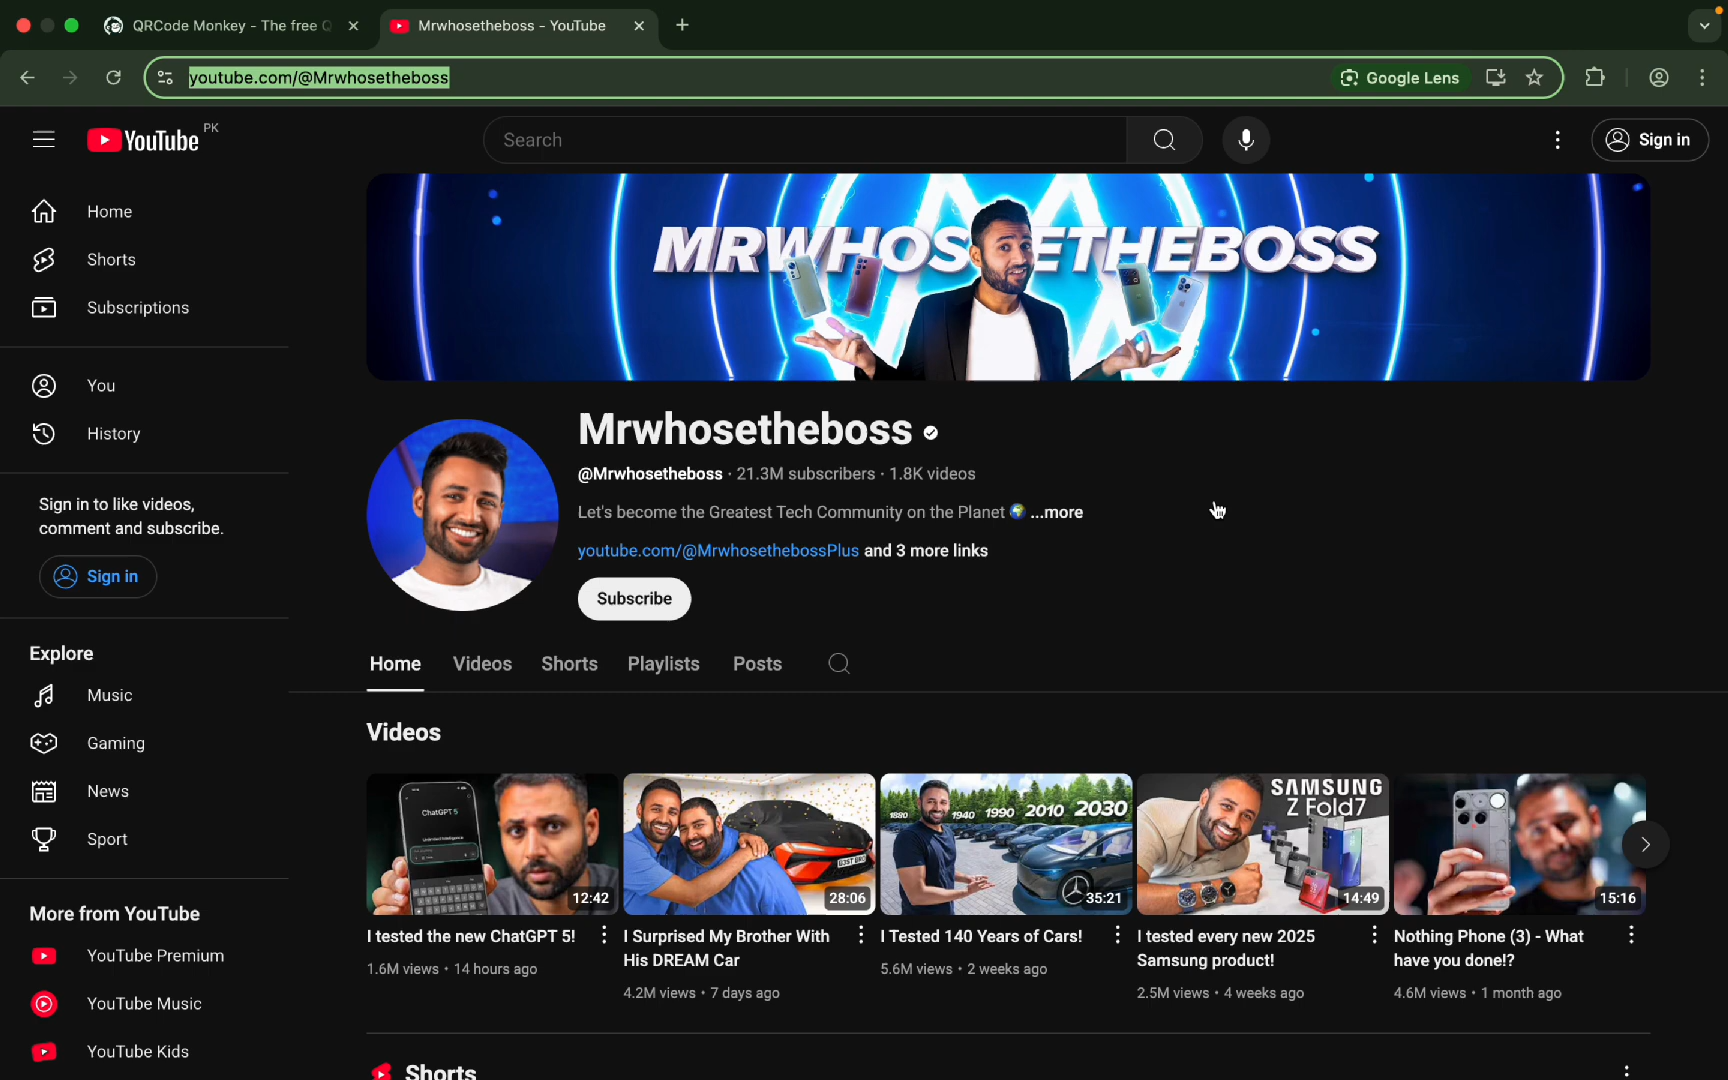 QRCode Monkey - The free Q
Mrwhosetheboss - YouTube
youtube.com/@Mrwhosetheboss
Google Lens
YouTube PK
Search
Sign in
Home
Shorts
Subscriptions
You
History
Sign in to like videos,
comment and subscribe.
Sign in
Explore
Music
Gaming
News
Sport
More from YouTube
YouTube Premium
YouTube Music
YouTube Kids
MRWHOSETHEBOSS
Mrwhosetheboss
@Mrwhosetheboss · 21.3M subscribers · 1.8K videos
Let's become the Greatest Tech Community on the Planet 🌍 ...more
youtube.com/@MrwhosethebossPlus and 3 more links
Subscribe
Home Videos Shorts Playlists Posts
Videos
ChatGPT 5
12:42
I tested the new ChatGPT 5!
1.6M views • 14 hours ago
28:06
I Surprised My Brother With
His DREAM Car
4.2M views • 7 days ago
1880 1940 1990 2010 2030
35:21
I Tested 140 Years of Cars!
5.6M views • 2 weeks ago
SAMSUNG
Z Fold7
14:49
I tested every new 2025
Samsung product!
2.5M views • 4 weeks ago
15:16
Nothing Phone (3) - What
have you done!?
4.6M views • 1 month ago
Shorts